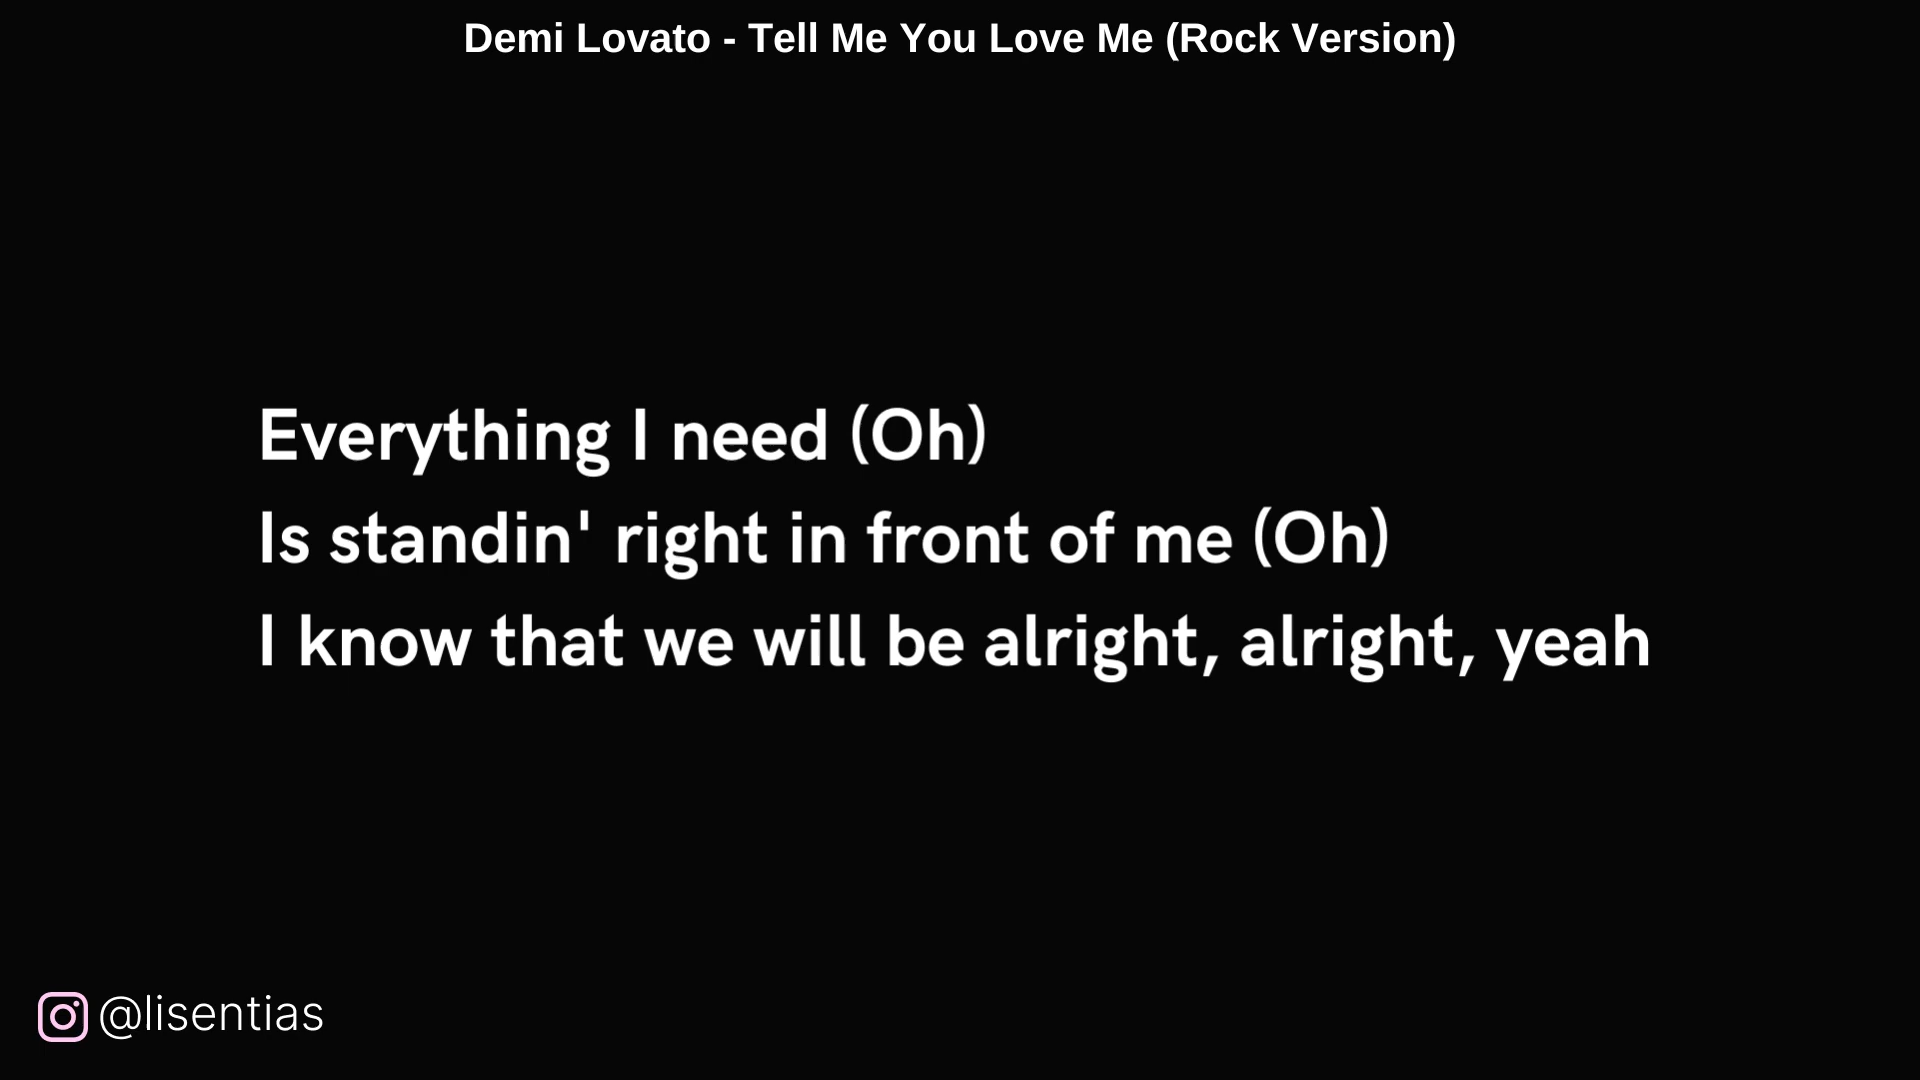 Demi Lovato - Tell Me You Love Me (Rock Version)
Everything I need (Oh)
Is standin' right in front of me (Oh)
I know that we will be alright, alright, yeah
@lisentias